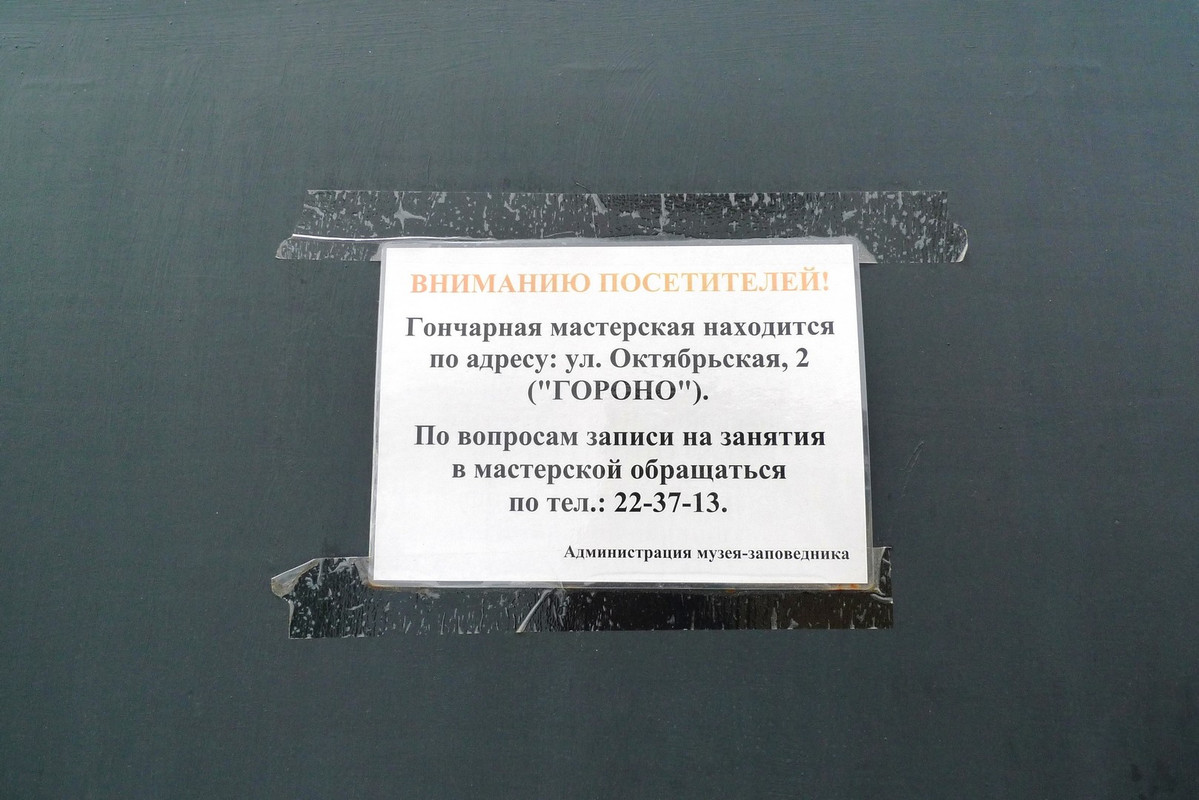 ВНИМАНИЮ ПОСЕТИТЕЛЕЙ!
Гончарная мастерская находится
по адресу: ул. Октябрьская, 2
("ГОРОНО").
По вопросам записи на занятия
в мастерской обращаться
по тел.: 22-37-13.
Администрация музея-заповедника